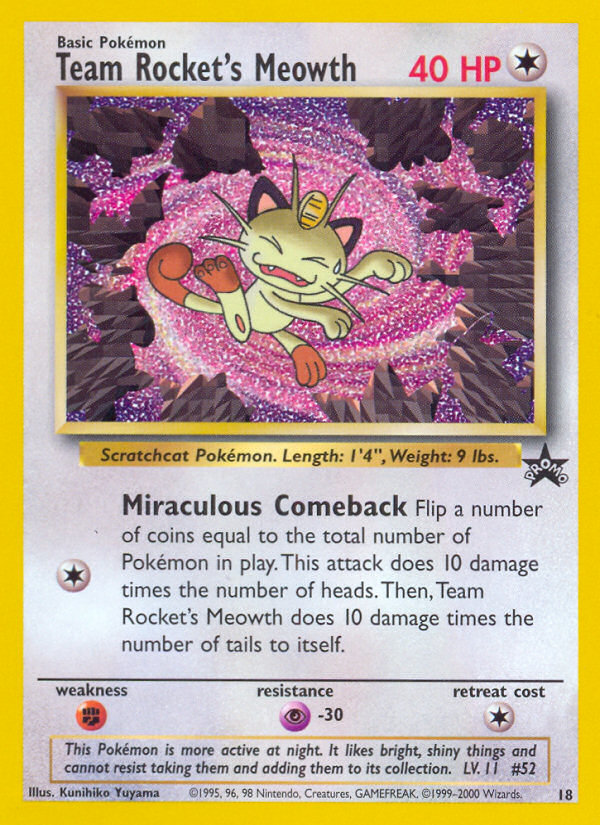 Basic Pokémon
Team Rocket's Meowth 40 HP
Scratchcat Pokémon. Length: 1'4", Weight: 9 lbs.
PROMO
Miraculous Comeback Flip a number
of coins equal to the total number of
Pokémon in play. This attack does 10 damage
times the number of heads. Then, Team
Rocket's Meowth does 10 damage times the
number of tails to itself.
weakness resistance retreat cost
-30
This Pokémon is more active at night. It likes bright, shiny things and
cannot resist taking them and adding them to its collection. LV. 11 #52
Illus. Kunihiko Yuyama ©1995, 96, 98 Nintendo, Creatures, GAMEFREAK. ©1999-2000 Wizards. 18